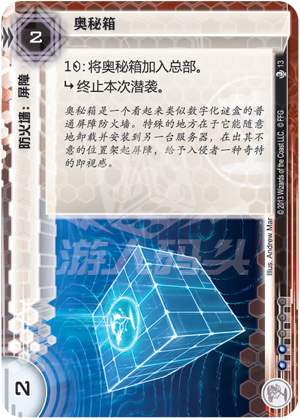 奥秘箱
2
防火墙：屏障
1⃝：将奥秘箱加入总部。
↳ 终止本次潜袭。
奥秘箱是一个看起来类似数字化谜盒的普
通屏障防火墙。特殊的地方在于它能随意
地卸载并安装到另一台服务器，在出其不
意的位置架起屏障，给予入侵者一种奇特
的即视感。
13
© 2013 Wizards of the Coast LLC. © FFG
Illus. Andrew Mar
游人码头
2